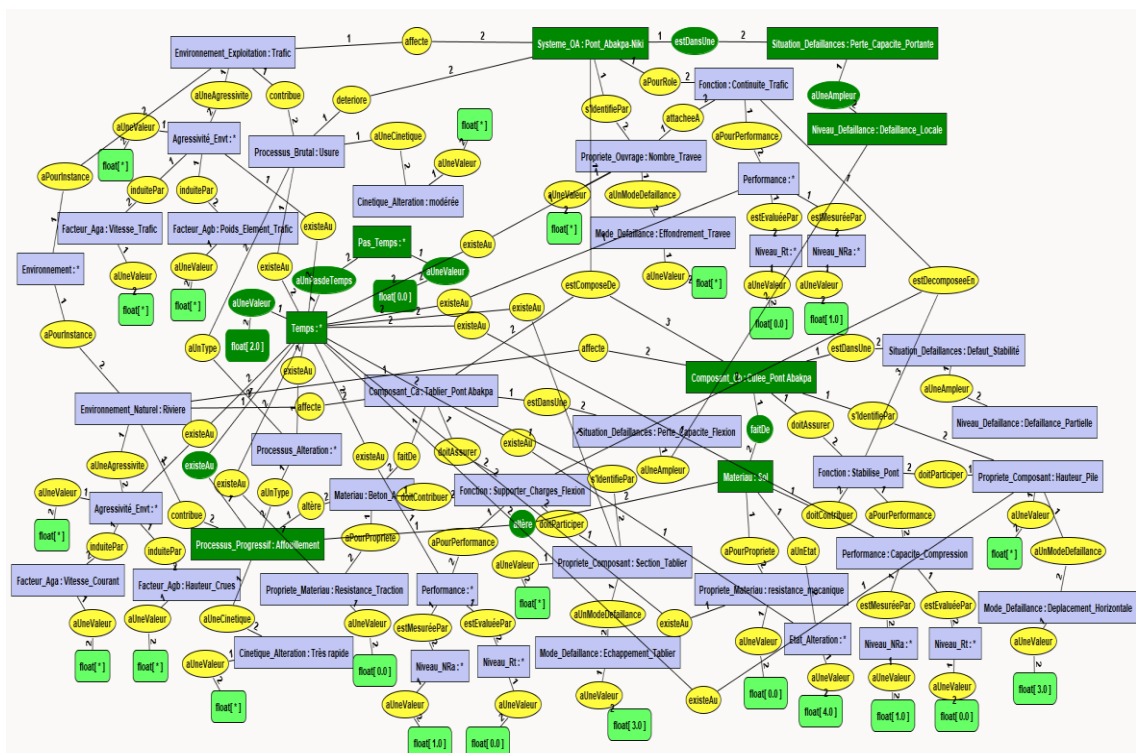 Environnement_Exploitation : Trafic
affecte
Systeme_OA : Pont_Abakpa-Niki
estDansUne
Situation_Defaillances : Perte_Capacite_Portante
aPourRole
Fonction : Continuite_Trafic
aUneAgressivite
contribue
deteriore
s'IdentifiePar
attacheeA
aUneAmpleur
aUneValeur
Agressivité_Envt : *
Processus_Brutal : Usure
aUneCinetique
float[ * ]
Propriete_Ouvrage : Nombre_Travee
aPourPerformance
Niveau_Defaillance : Defaillance_Locale
float[ * ]
aUneValeur
aPourInstance
induitePar
induitePar
Cinetique_Alteration : modérée
aUneValeur
aUnModeDefaillance
Performance : *
Facteur_Aga : Vitesse_Trafic
Facteur_Agb : Poids_Element_Trafic
existeAu
float[ * ]
estEvaluéePar
estMesuréePar
Environnement : *
aUneValeur
aUneValeur
existeAu
Pas_Temps : *
existeAu
Mode_Defaillance : Effondrement_Travee
Niveau_Rt : *
Niveau_NRa : *
float[ * ]
float[ * ]
aUnPasdeTemps
aUneValeur
aUneValeur
float[ * ]
aUneValeur
aUneValeur
estDecomposeeEn
aUneValeur
float[ 0.0 ]
existeAu
existeAu
estComposeDe
float[ 0.0 ]
float[ 1.0 ]
aPourInstance
Temps : *
existeAu
float[ 2.0 ]
aUnType
existeAu
affecte
estDansUne
Situation_Defaillances : Defaut_Stabilité
Composant_Cb : Culee_Pont Abakpa
aUneAmpleur
Environnement_Naturel : Riviere
affecte
Composant_Ca : Tablier_Pont Abakpa
estDansUne
Situation_Defaillances : Perte_Capacite_Flexion
faitDe
doitAssurer
s'IdentifiePar
Niveau_Defaillance : Defaillance_Partielle
existeAu
Processus_Alteration : *
existeAu
faitDe
doitAssurer
existeAu
s'IdentifiePar
aUneAmpleur
aUneAgressivite
existeAu
existeAu
aUnType
Materiau : Sol
Fonction : Stabilise_Pont
doitParticiper
Propriete_Composant : Hauteur_Pile
aUneValeur
Agressivité_Envt : *
contribue
altère
doitContribuer
Fonction : Supporter_Charges_Flexion
doitContribuer
aPourPerformance
aUneValeur
float[ * ]
induitePar
induitePar
Processus_Progressif : Affouillement
aPourPropriété
aPourPerformance
altère
doitParticiper
aPourPropriete
aUnEtat
Performance : Capacite_Compression
float[ * ]
aUnModeDefaillance
Facteur_Aga : Vitesse_Courant
Facteur_Agb : Hauteur_Crues
Propriete_Materiau : Resistance_Traction
Performance : *
aUneValeur
Propriete_Composant : Section_Tablier
Propriete_Materiau : resistance_mecanique
estMesuréePar
estEvaluéePar
Mode_Defaillance : Deplacement_Horizontale
float[ * ]
aUneValeur
aUneValeur
aUneCinetique
aUneValeur
estMesuréePar
estEvaluéePar
aUnModeDefaillance
existeAu
aUneValeur
Etat_Alteration : *
Niveau_NRa : *
Niveau_Rt : *
aUneValeur
float[ * ]
float[ * ]
aUneValeur
Cinetique_Alteration : Très rapide
float[ 0.0 ]
Niveau_NRa : *
Niveau_Rt : *
Mode_Defaillance : Echappement_Tablier
float[ 0.0 ]
aUneValeur
aUneValeur
aUneValeur
float[ 3.0 ]
float[ * ]
aUneValeur
aUneValeur
aUneValeur
existeAu
float[ 4.0 ]
float[ 1.0 ]
float[ 0.0 ]
float[ 1.0 ]
float[ 0.0 ]
float[ 3.0 ]